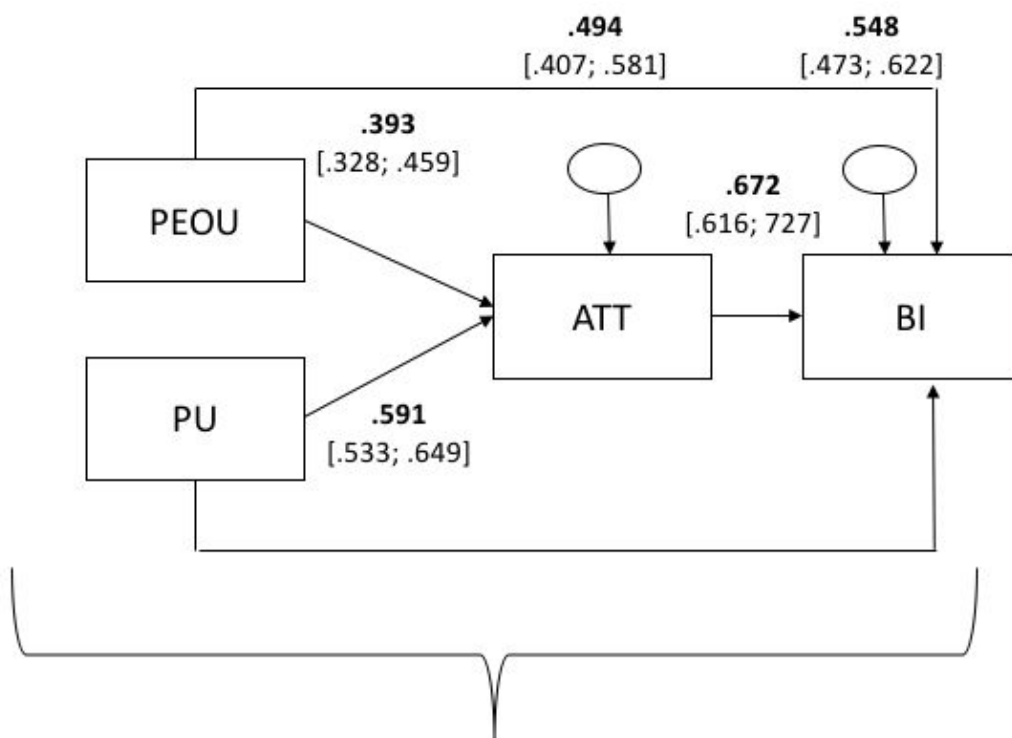 .494
[.407; .581]
.548
[.473; .622]
.393
[.328; .459]
PEOU
.672
[.616; 727]
ATT
BI
PU
.591
[.533; .649]